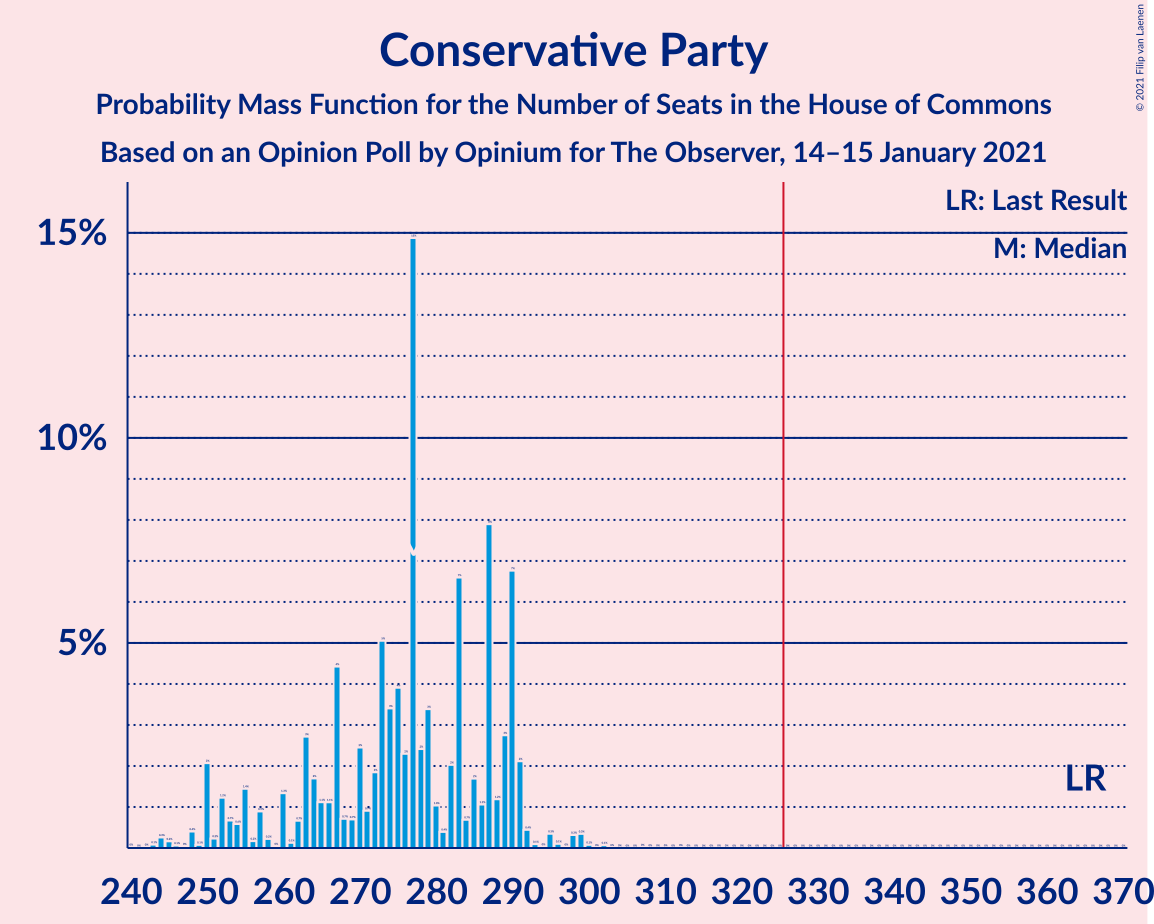 Conservative Party
Probability Mass Function for the Number of Seats in the House of Commons
Based on an Opinion Poll by Opinium for The Observer, 14–15 January 2021
© 2021 Filip van Laenen
LR: Last Result
M: Median
15%
10%
5%
LR
240 250 260 270 280 290 300 310 320 330 340 350 360 370